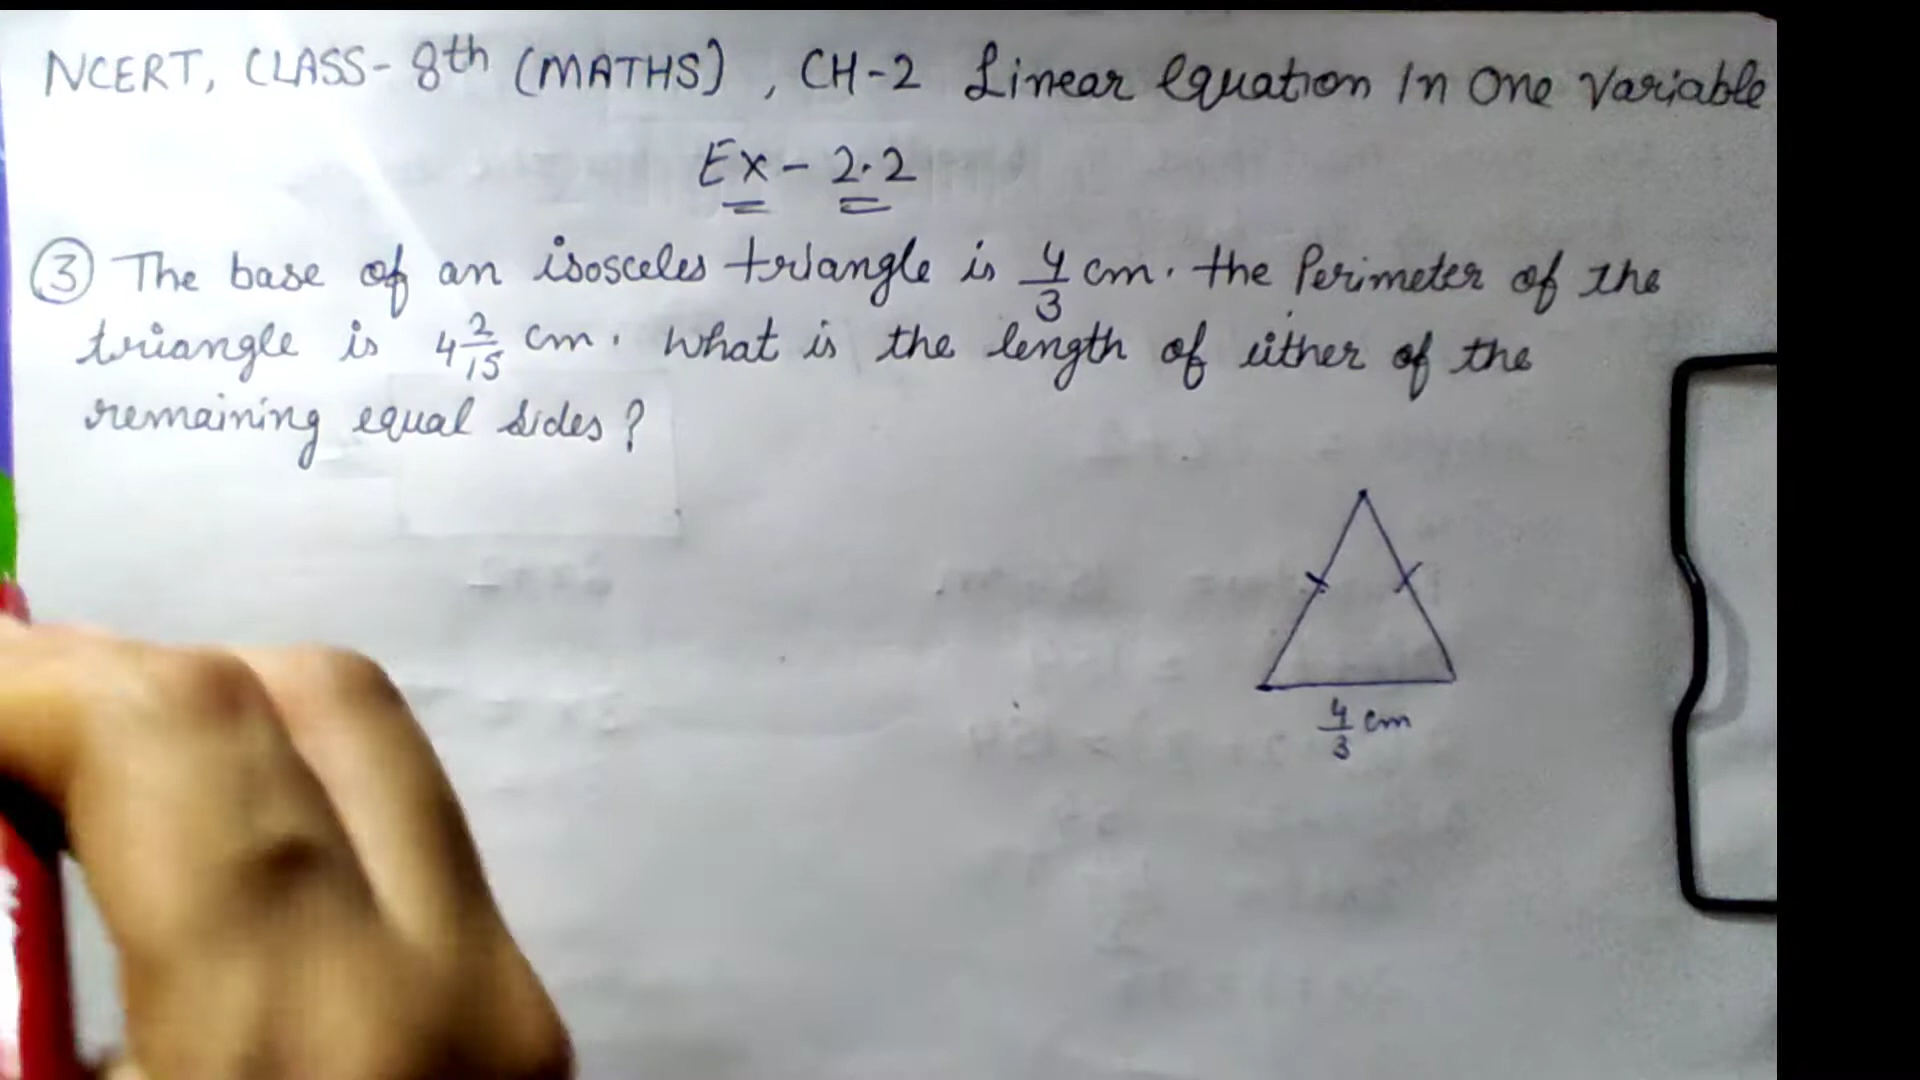 NCERT, CLASS-8th (MATHS), CH-2 Linear Equation In One Variable
Ex-2.2
③ The base of an isosceles triangle is 4/3 cm. the Perimeter of the
triangle is 4 2/15 cm. What is the length of either of the
remaining equal sides?
4/3 cm